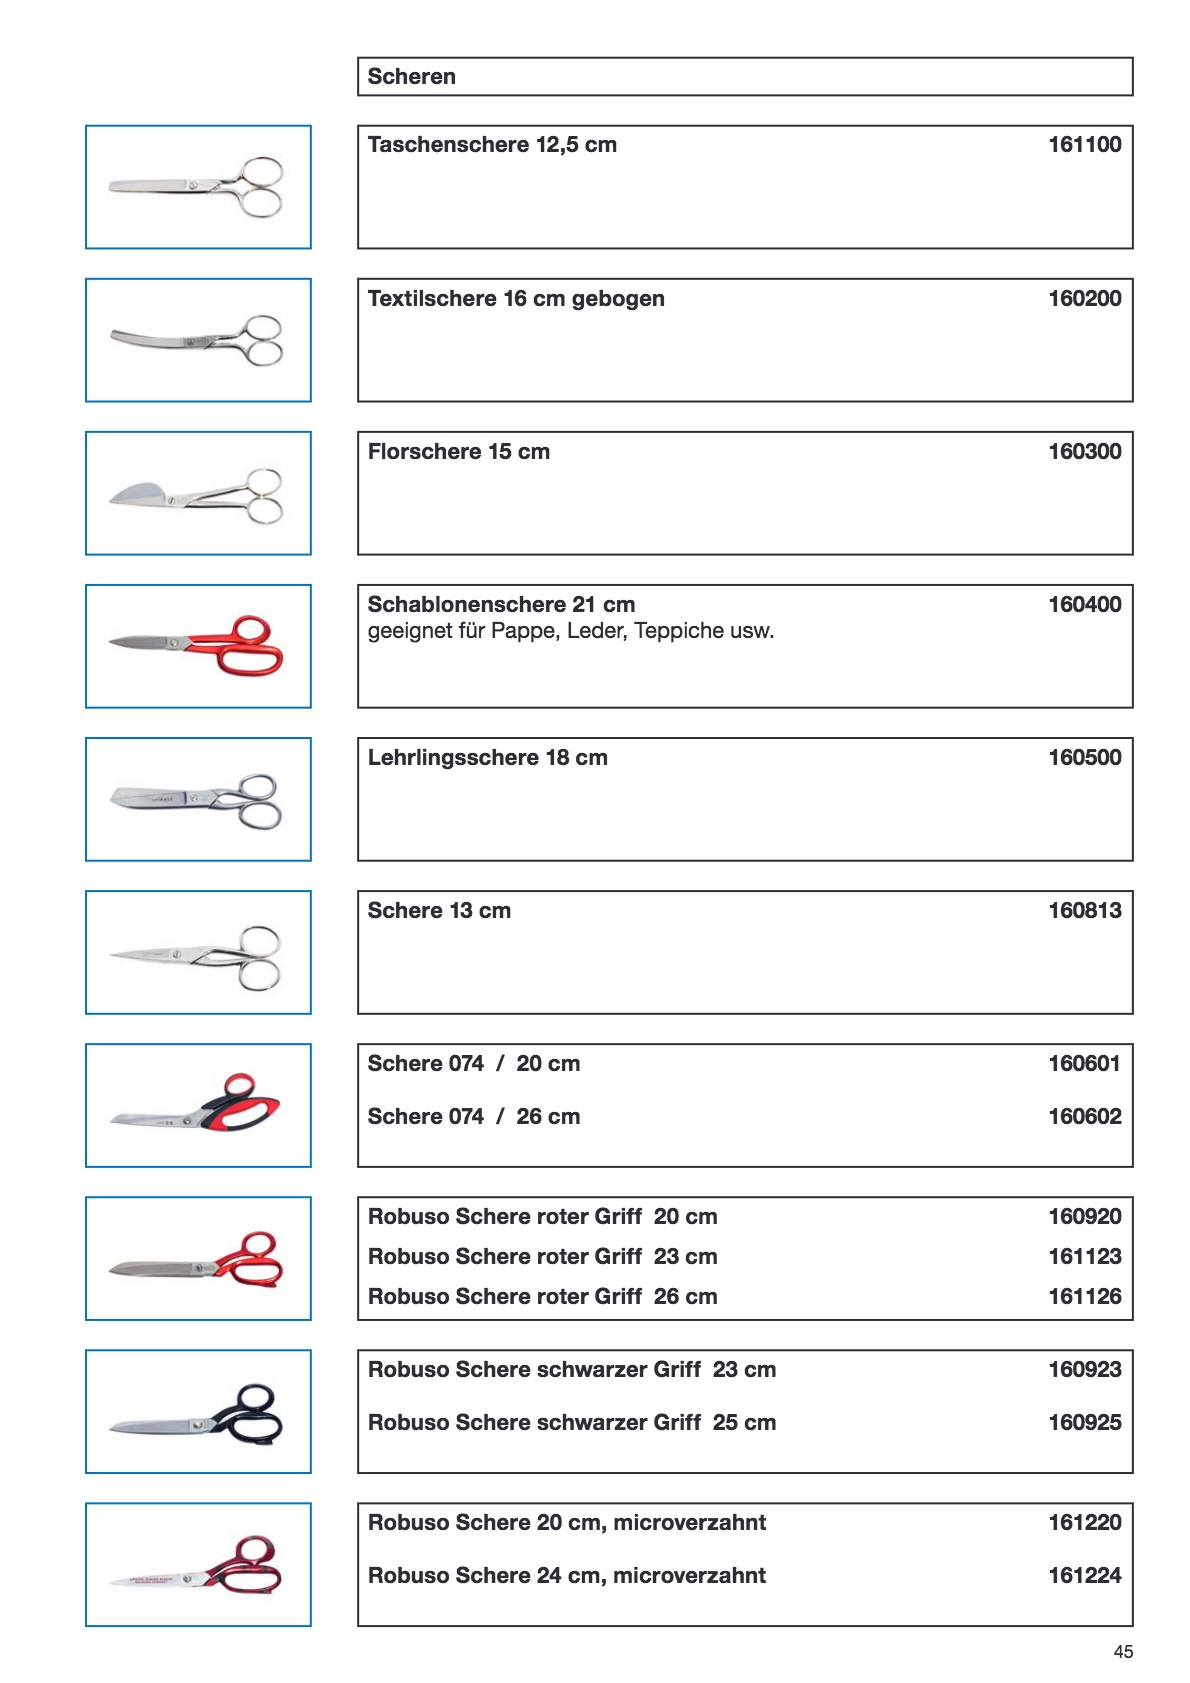 Scheren
Taschenschere 12,5 cm 161100
Textilschere 16 cm gebogen 160200
Florschere 15 cm 160300
Schablonenschere 21 cm 160400
geeignet für Pappe, Leder, Teppiche usw.
Lehrlingsschere 18 cm 160500
Schere 13 cm 160813
Schere 074 / 20 cm 160601
Schere 074 / 26 cm 160602
Robuso Schere roter Griff 20 cm 160920
Robuso Schere roter Griff 23 cm 161123
Robuso Schere roter Griff 26 cm 161126
Robuso Schere schwarzer Griff 23 cm 160923
Robuso Schere schwarzer Griff 25 cm 160925
Robuso Schere 20 cm, microverzahnt 161220
Robuso Schere 24 cm, microverzahnt 161224
45